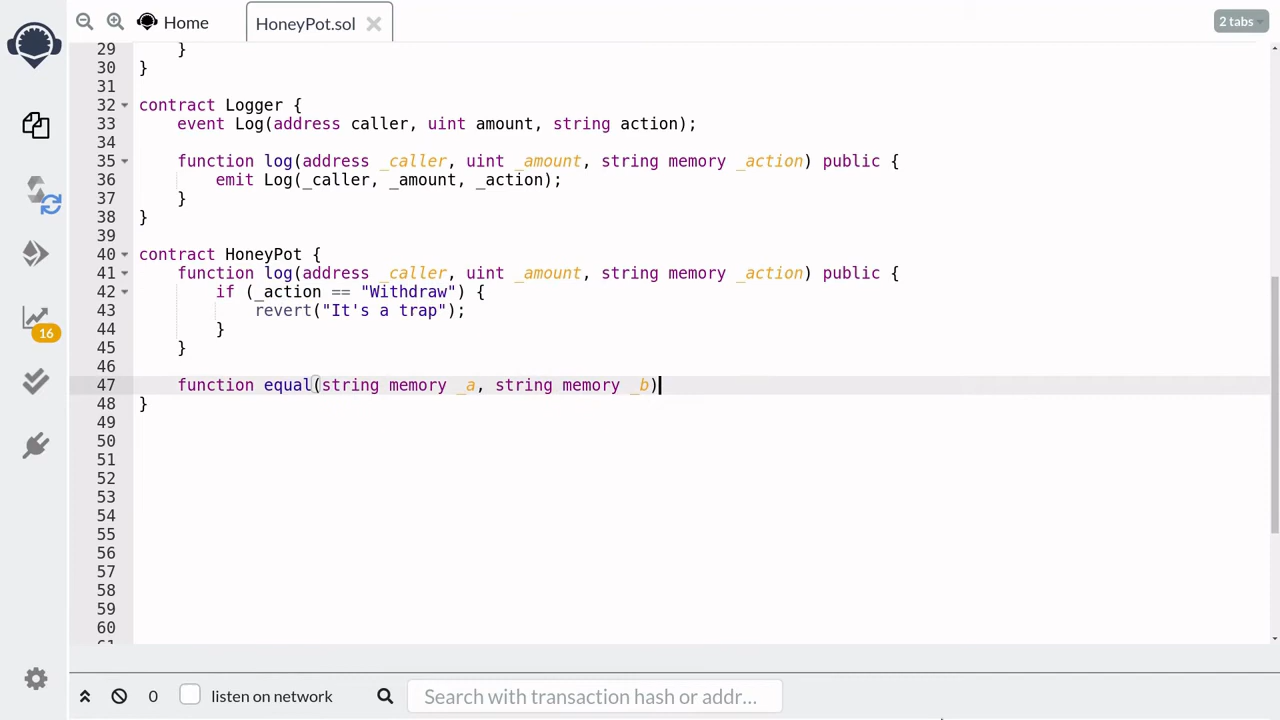 Home
HoneyPot.sol
2 tabs
29 }
30 }
31
32 contract Logger {
33 event Log(address caller, uint amount, string action);
34
35 function log(address _caller, uint _amount, string memory _action) public {
36 emit Log(_caller, _amount, _action);
37 }
38 }
39
40 contract HoneyPot {
41 function log(address _caller, uint _amount, string memory _action) public {
42 if (_action == "Withdraw") {
43 revert("It's a trap");
44 }
45 }
46
47 function equal(string memory _a, string memory _b)
48 }
49
50
51
52
53
54
55
56
57
58
59
60
16
0
listen on network
Search with transaction hash or addr...